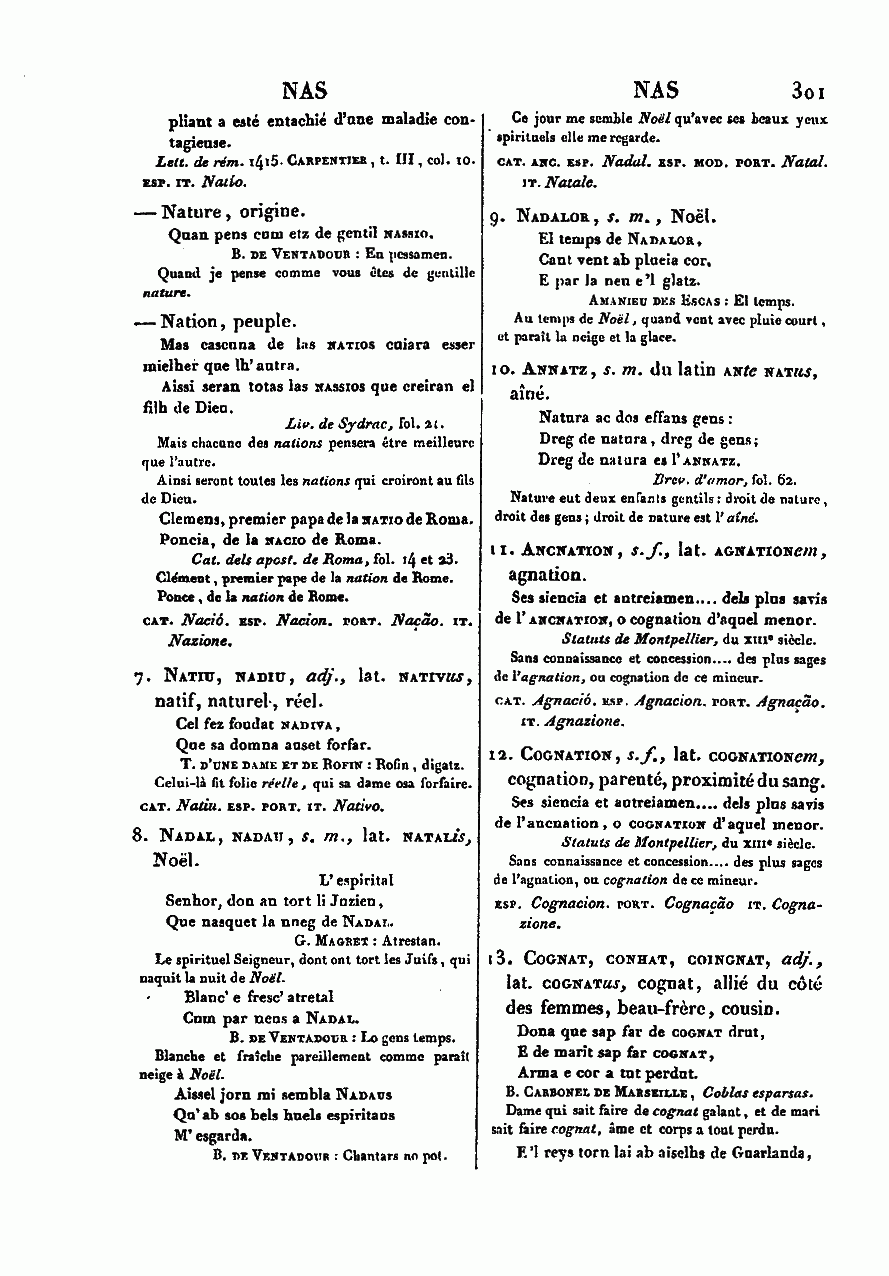 NAS
NAS 301
pliant a esté entachié d'une maladie con-
tagieuse.
Lett. de rém. 1415. CARPENTIER, t. III, col. 10.
ESP. IT. Natio.
— Nature, origine.
Quan pens com etz de gentil NASSIO.
B. DE VENTADOUR : En pessamen.
Quand je pense comme vous êtes de gentille
nature.
— Nation, peuple.
Mas cascuna de las NATIOS cuiara esser
mielher que lh'autra.
Aissi seran totas las NASSIOS que creiran el
filh de Dieu.
Liv. de Sydrac, fol. 21.
Mais chacune des nations pensera être meilleure
que l'autre.
Ainsi seront toutes les nations qui croiront au fils
de Dieu.
Clemens, premier papa de la NATIO de Roma.
Poncia, de la NACIO de Roma.
Cat. dels apost. de Roma, fol. 14 et 23.
Clément, premier pape de la nation de Rome.
Ponce, de la nation de Rome.
CAT. Nació. ESP. Nacion. PORT. Nação. IT.
Nazione.
7. NATIU, NADIU, adj., lat. NATIVUS,
natif, naturel, réel.
Cel fez foudat NADIVA,
Que sa domna auset forfar.
T. D'UNE DAME ET DE ROFIN : Rofin, digatz.
Celui-là fit folie réelle, qui sa dame osa forfaire.
CAT. Natiu. ESP. PORT. IT. Nativo.
8. NADAL, NADAU, s. m., lat. NATALis,
Noël.
L'espirital
Senhor, don an tort li Juzieu,
Que nasquet la nueg de NADAL.
G. MAGRET : Atrestan.
Le spirituel Seigneur, dont ont tort les Juifs, qui
naquit la nuit de Noël.
Blanc' e fresc' atretal
Cum par neus a NADAL.
B. DE VENTADOUR : Lo gens temps.
Blanche et fraîche pareillement comme paraît
neige à Noël.
Aissel jorn mi sembla NADAUS
Qu'ab sos bels huels espiritaus
M'esgarda.
B. DE VENTADOUR : Chantars no pot.
Ce jour me semble Noël qu'avec ses beaux yeux
spirituels elle me regarde.
CAT. ANC. ESP. Nadal. ESP. MOD. PORT. Natal.
IT. Natale.
9. NADALOR, s. m., Noël.
El temps de NADALOR,
Cant vent ab plueia cor,
E par la neu e 'l glatz.
AMANIEU DES ESCAS : El temps.
Au temps de Noël, quand vent avec pluie court,
et paraît la neige et la glace.
10. ANNATZ, s. m. du latin ANte NATus,
aîné.
Natura ac dos effans gens :
Dreg de natura, dreg de gens;
Dreg de natura es l'ANNATZ.
Brev. d'amor, fol. 62.
Nature eut deux enfants gentils : droit de nature,
droit des gens; droit de nature est l'aîné.
11. ANCNATION, s. f., lat. AGNATIONem,
agnation.
Ses siencia et autreiamen.... dels plus savis
de l'ANCNATION, o cognation d'aquel menor.
Statuts de Montpellier, du XIIIe siècle.
Sans connaissance et concession.... des plus sages
de l'agnation, ou cognation de ce mineur.
CAT. Agnació. ESP. Agnacion. PORT. Agnação.
IT. Agnazione.
12. COGNATION, s. f., lat. COGNATIONem,
cognation, parenté, proximité du sang.
Ses siencia et autreiamen.... dels plus savis
de l'ancnation, o COGNATION d'aquel menor.
Statuts de Montpellier, du XIIIe siècle.
Sans connaissance et concession.... des plus sages
de l'agnation, ou cognation de ce mineur.
ESP. Cognacion. PORT. Cognação IT. Cogna-
zione.
13. COGNAT, CONHAT, COINGNAT, adj.,
lat. COGNATus, cognat, allié du côté
des femmes, beau-frère, cousin.
Dona que sap far de COGNAT drut,
E de marit sap far COGNAT,
Arma e cor a tut perdut.
B. CARBONEL DE MARSEILLE, Coblas esparsas.
Dame qui sait faire de cognat galant, et de mari
sait faire cognat, âme et corps a tout perdu.
E 'l reys torn lai ab aiselhs de Guarlanda,